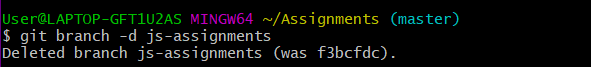 User@LAPTOP-GFT1U2AS MINGW64 ~/Assignments (master)
$ git branch -d js-assignments
Deleted branch js-assignments (was f3bcfdc).